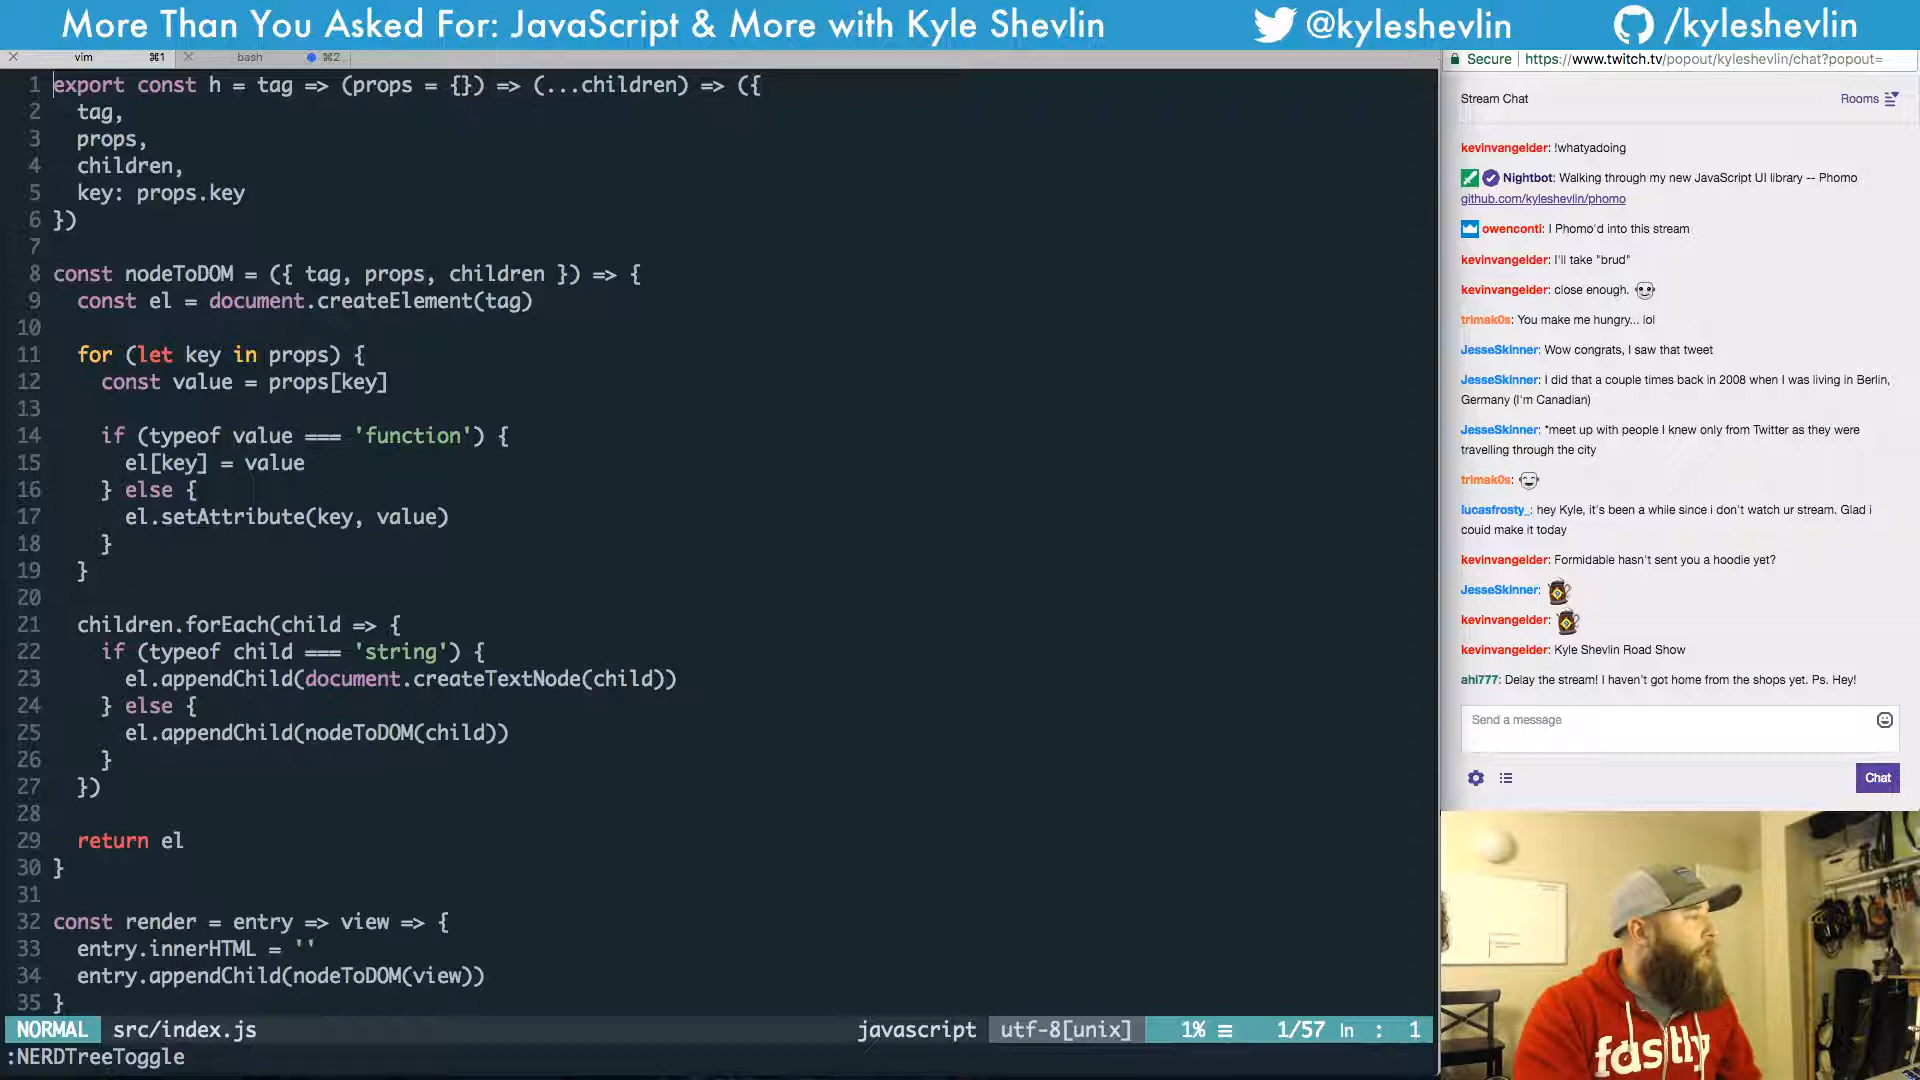 More Than You Asked For: JavaScript & More with Kyle Shevlin
@kyleshevlin
/kyleshevlin
vim ⌘1
bash ⌘2
1 export const h = tag => (props = {}) => (...children) => ({
2 tag,
3 props,
4 children,
5 key: props.key
6 })
7
8 const nodeToDOM = ({ tag, props, children }) => {
9 const el = document.createElement(tag)
10
11 for (let key in props) {
12 const value = props[key]
13
14 if (typeof value === 'function') {
15 el[key] = value
16 } else {
17 el.setAttribute(key, value)
18 }
19 }
20
21 children.forEach(child => {
22 if (typeof child === 'string') {
23 el.appendChild(document.createTextNode(child))
24 } else {
25 el.appendChild(nodeToDOM(child))
26 }
27 })
28
29 return el
30 }
31
32 const render = entry => view => {
33 entry.innerHTML = ''
34 entry.appendChild(nodeToDOM(view))
35 }
NORMAL src/index.js javascript utf-8[unix] 1% ≡ 1/57 ln : 1
:NERDTreeToggle
Secure https://www.twitch.tv/popout/kyleshevlin/chat?popout=
Stream Chat Rooms
kevinvangelder: !whatyadoing
Nightbot: Walking through my new JavaScript UI library -- Phomo
github.com/kyleshevlin/phomo
owenconti: I Phomo'd into this stream
kevinvangelder: I'll take "brud"
kevinvangelder: close enough.
trimak0s: You make me hungry... lol
JesseSkinner: Wow congrats, I saw that tweet
JesseSkinner: I did that a couple times back in 2008 when I was living in Berlin,
Germany (I'm Canadian)
JesseSkinner: *meet up with people I knew only from Twitter as they were
travelling through the city
trimak0s:
lucasfrosty_: hey Kyle, it's been a while since i don't watch ur stream. Glad i
could make it today
kevinvangelder: Formidable hasn't sent you a hoodie yet?
JesseSkinner:
kevinvangelder:
kevinvangelder: Kyle Shevlin Road Show
ahl777: Delay the stream! I haven't got home from the shops yet. Ps. Hey!
Send a message
Chat
fastly